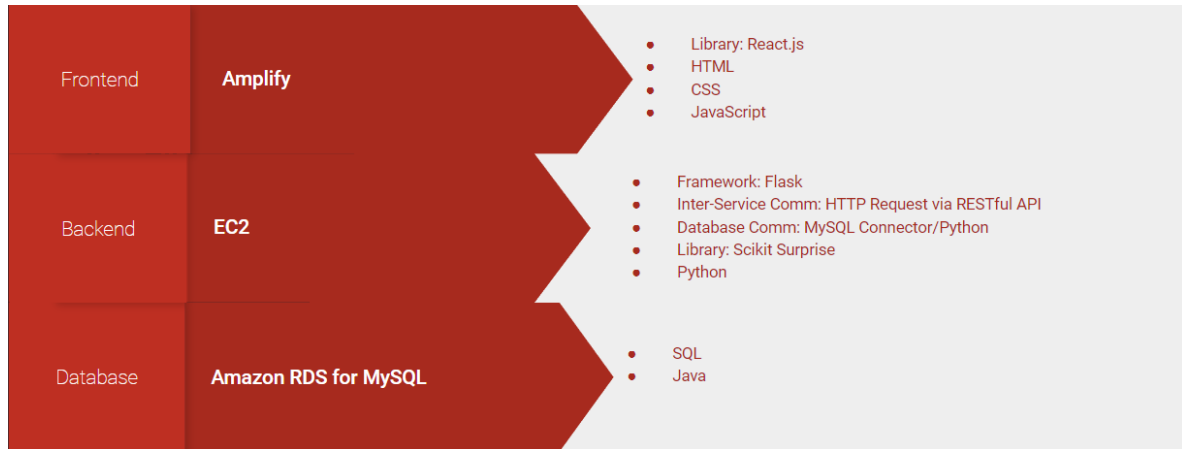 Frontend
Amplify
● Library: React.js
● HTML
● CSS
● JavaScript
Backend
EC2
● Framework: Flask
● Inter-Service Comm: HTTP Request via RESTful API
● Database Comm: MySQL Connector/Python
● Library: Scikit Surprise
● Python
Database
Amazon RDS for MySQL
● SQL
● Java